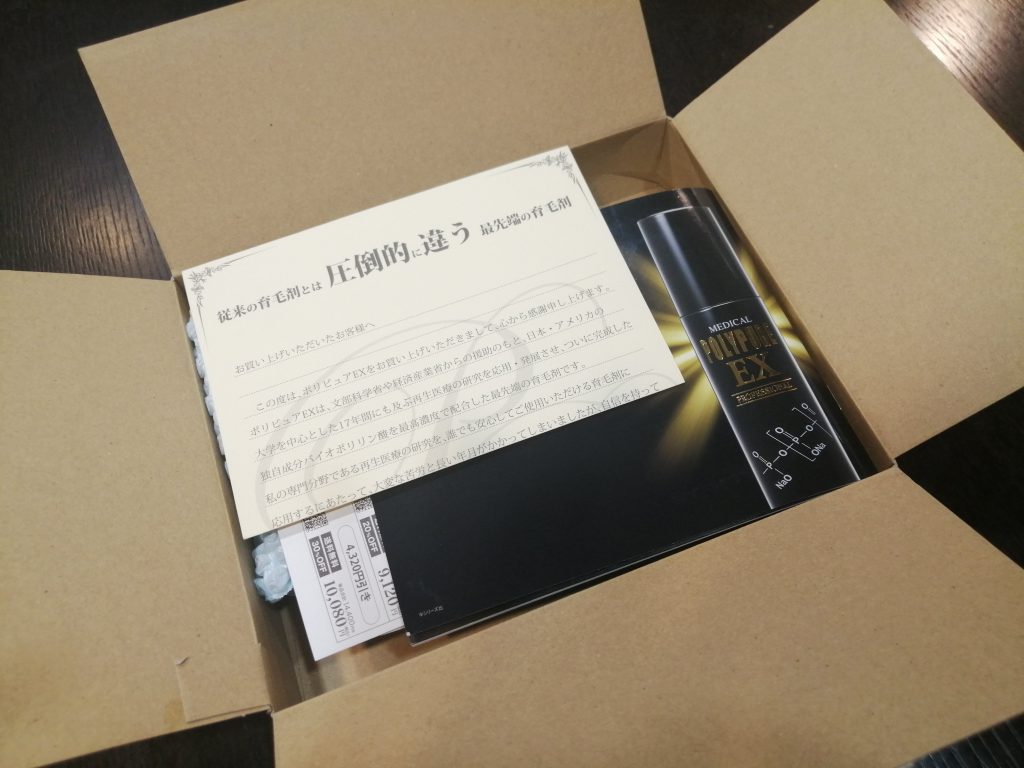 従来の育毛剤とは 圧倒的に違う 最先端の育毛剤
お買い上げいただいたお客様へ
この度は、ポリピュアEXをお買い上げいただきまして、心から感謝申し上げます。
ポリピュアEXは、文部科学省や経済産業省からの援助のもと、日本・アメリカの
大学を中心とした17年間にも及ぶ再生医療の研究を応用・発展させ、ついに完成した
独自成分バイオポリリン酸を最高濃度で配合した最先端の育毛剤です。
私の専門分野である再生医療の研究を、誰でも安心してご使用いただける育毛剤に
応用するにあたって、大変な苦労と長い年月がかかってしまいましたが、自信を持って
MEDICAL
POLYPURE
EX
PROFESSIONAL
O
O
P
O
P
O
NaO
ONa
20%OFF
9,120円
4,320円引き
送料無料
30%OFF
10,080円
※シリーズ品